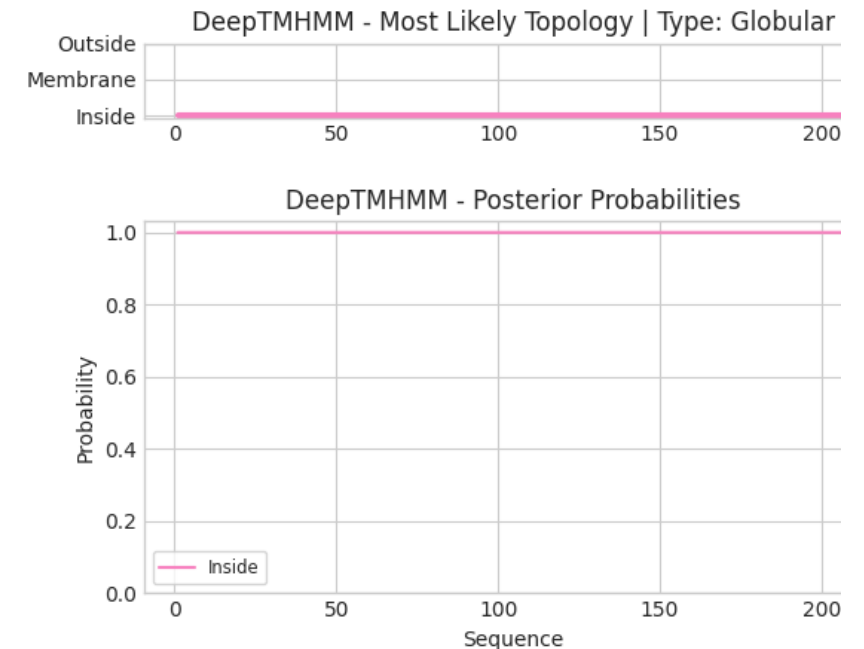 DeepTMHMM - Most Likely Topology | Type: Globular
Outside
Membrane
Inside
0 50 100 150 200
DeepTMHMM - Posterior Probabilities
1.0
0.8
0.6
0.4
0.2
0.0
Probability
Inside
0 50 100 150 200
Sequence